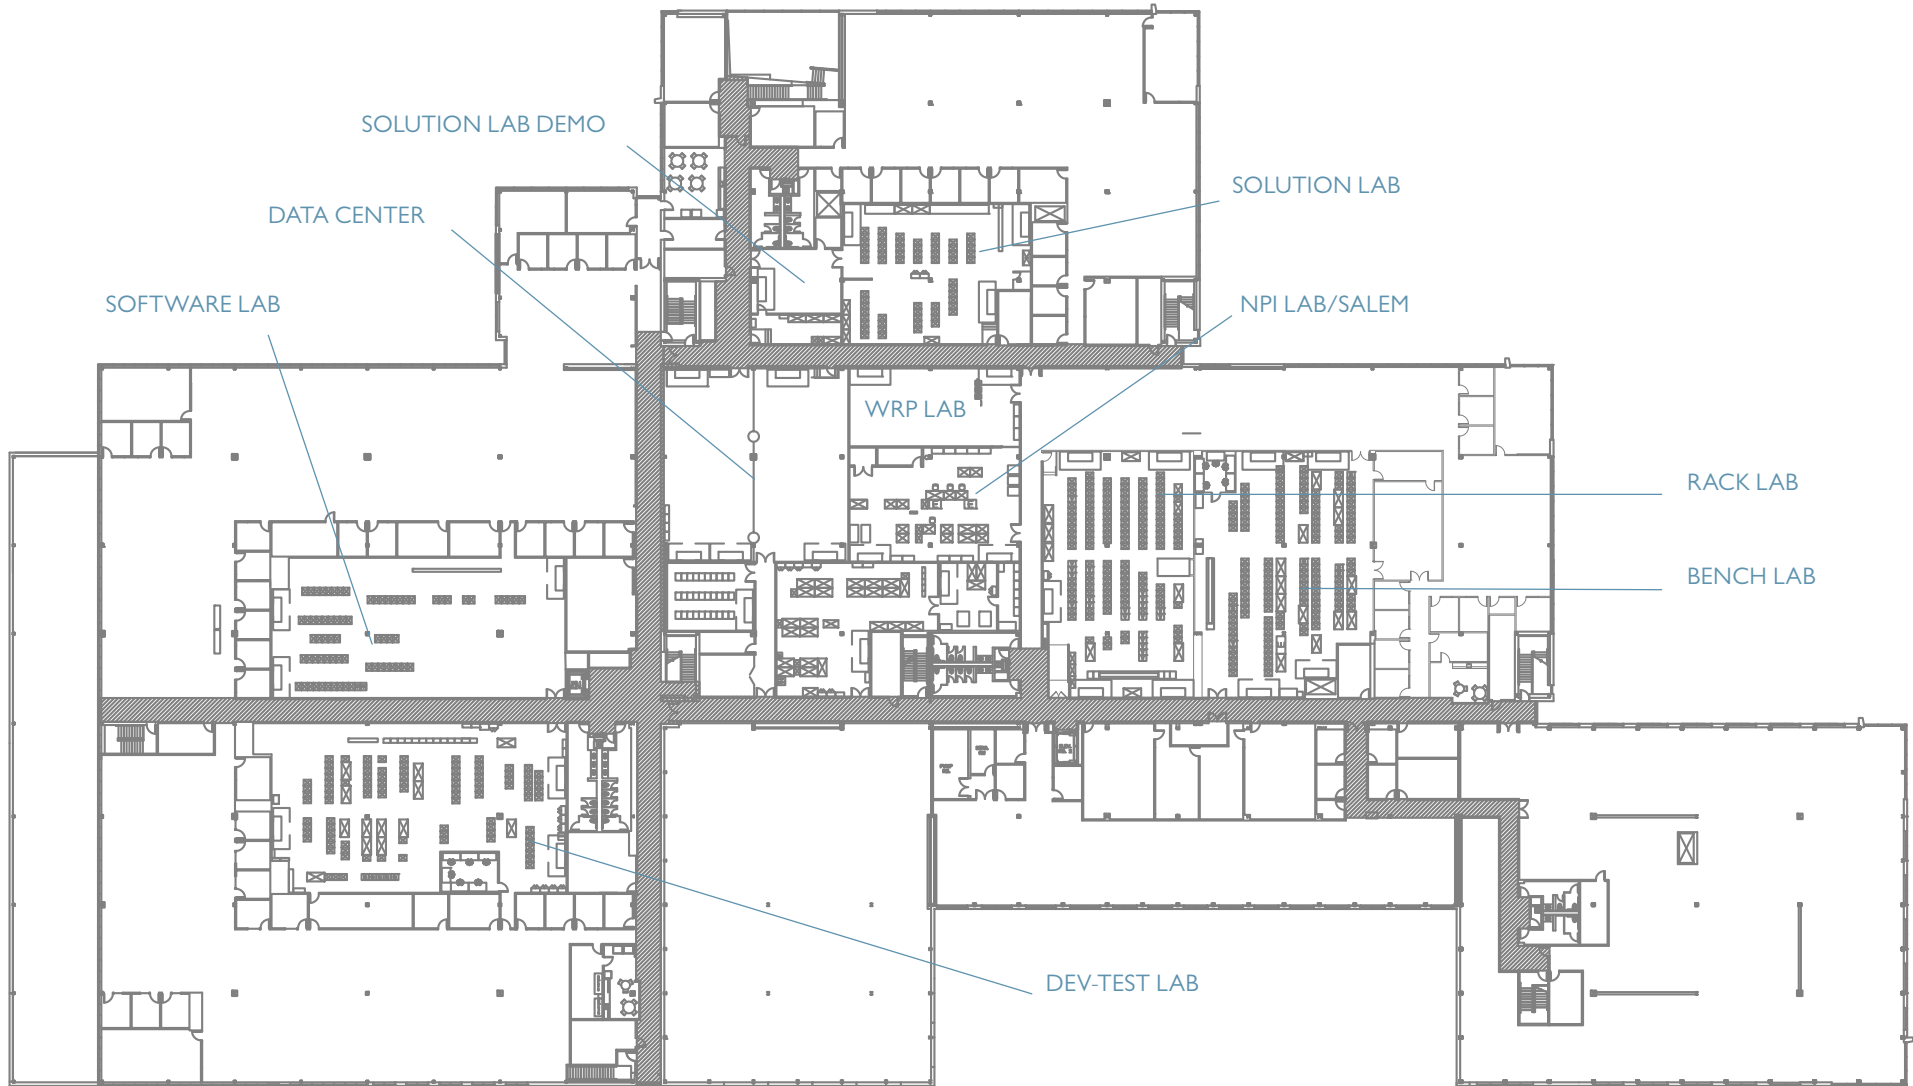 SOLUTION LAB DEMO
SOLUTION LAB
DATA CENTER
SOFTWARE LAB
NPI LAB/SALEM
WRP LAB
RACK LAB
BENCH LAB
DEV-TEST LAB